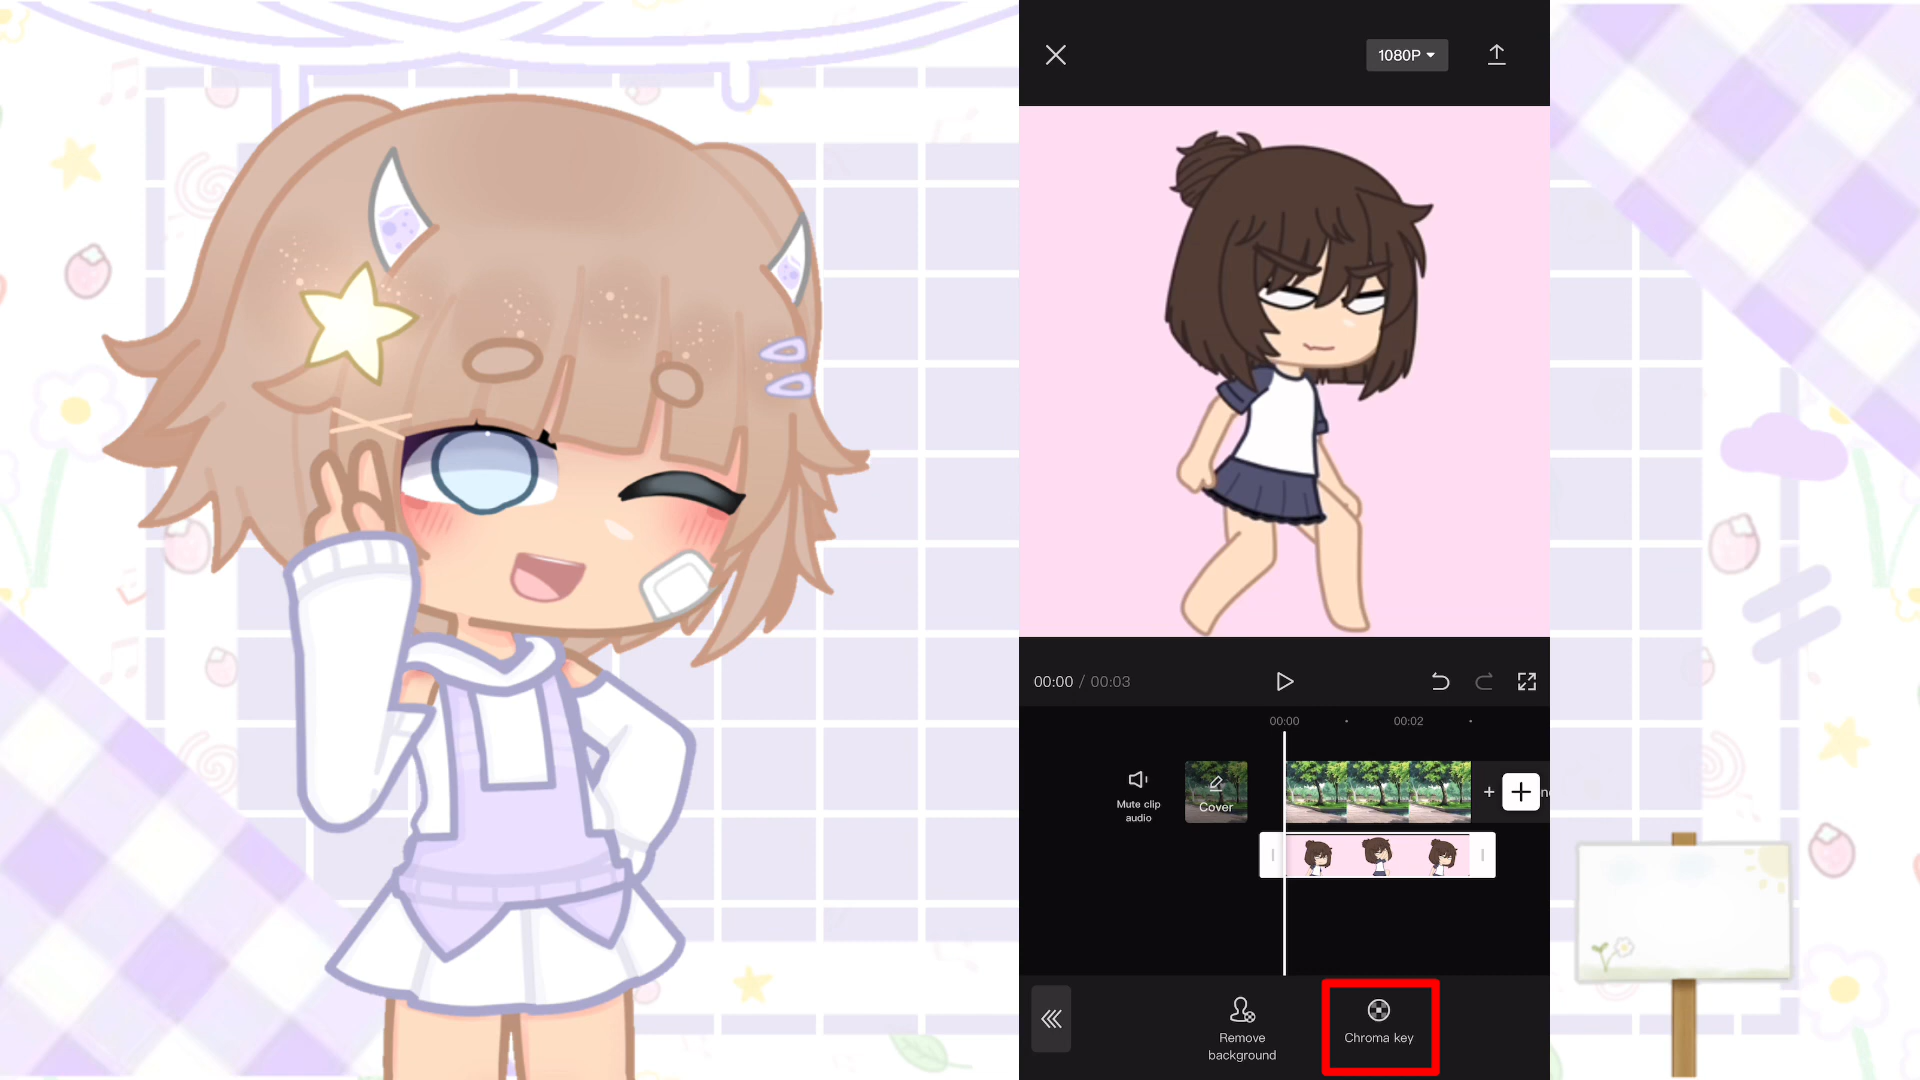 1080P
00:00 / 00:03
00:00
00:02
Mute clip
audio
Cover
Remove
background
Chroma key